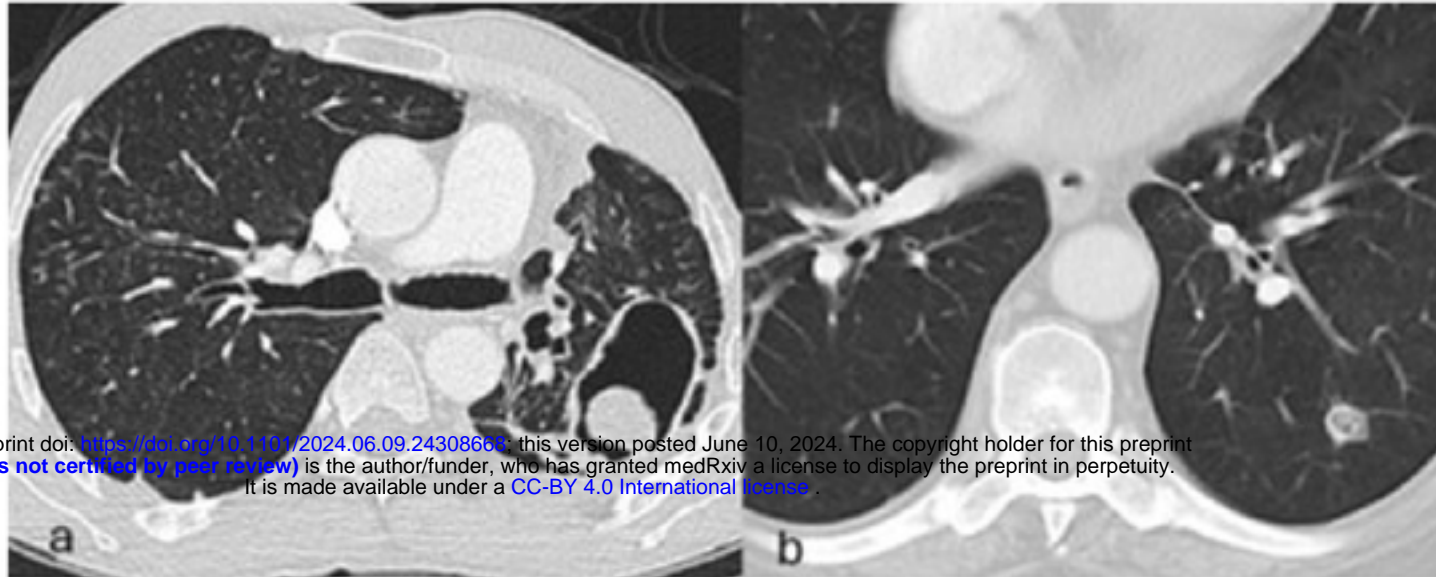 print doi: https://doi.org/10.1101/2024.06.09.24308668; this version posted June 10, 2024. The copyright holder for this preprint
s not certified by peer review) is the author/funder, who has granted medRxiv a license to display the preprint in perpetuity.
It is made available under a CC-BY 4.0 International license .
a
b